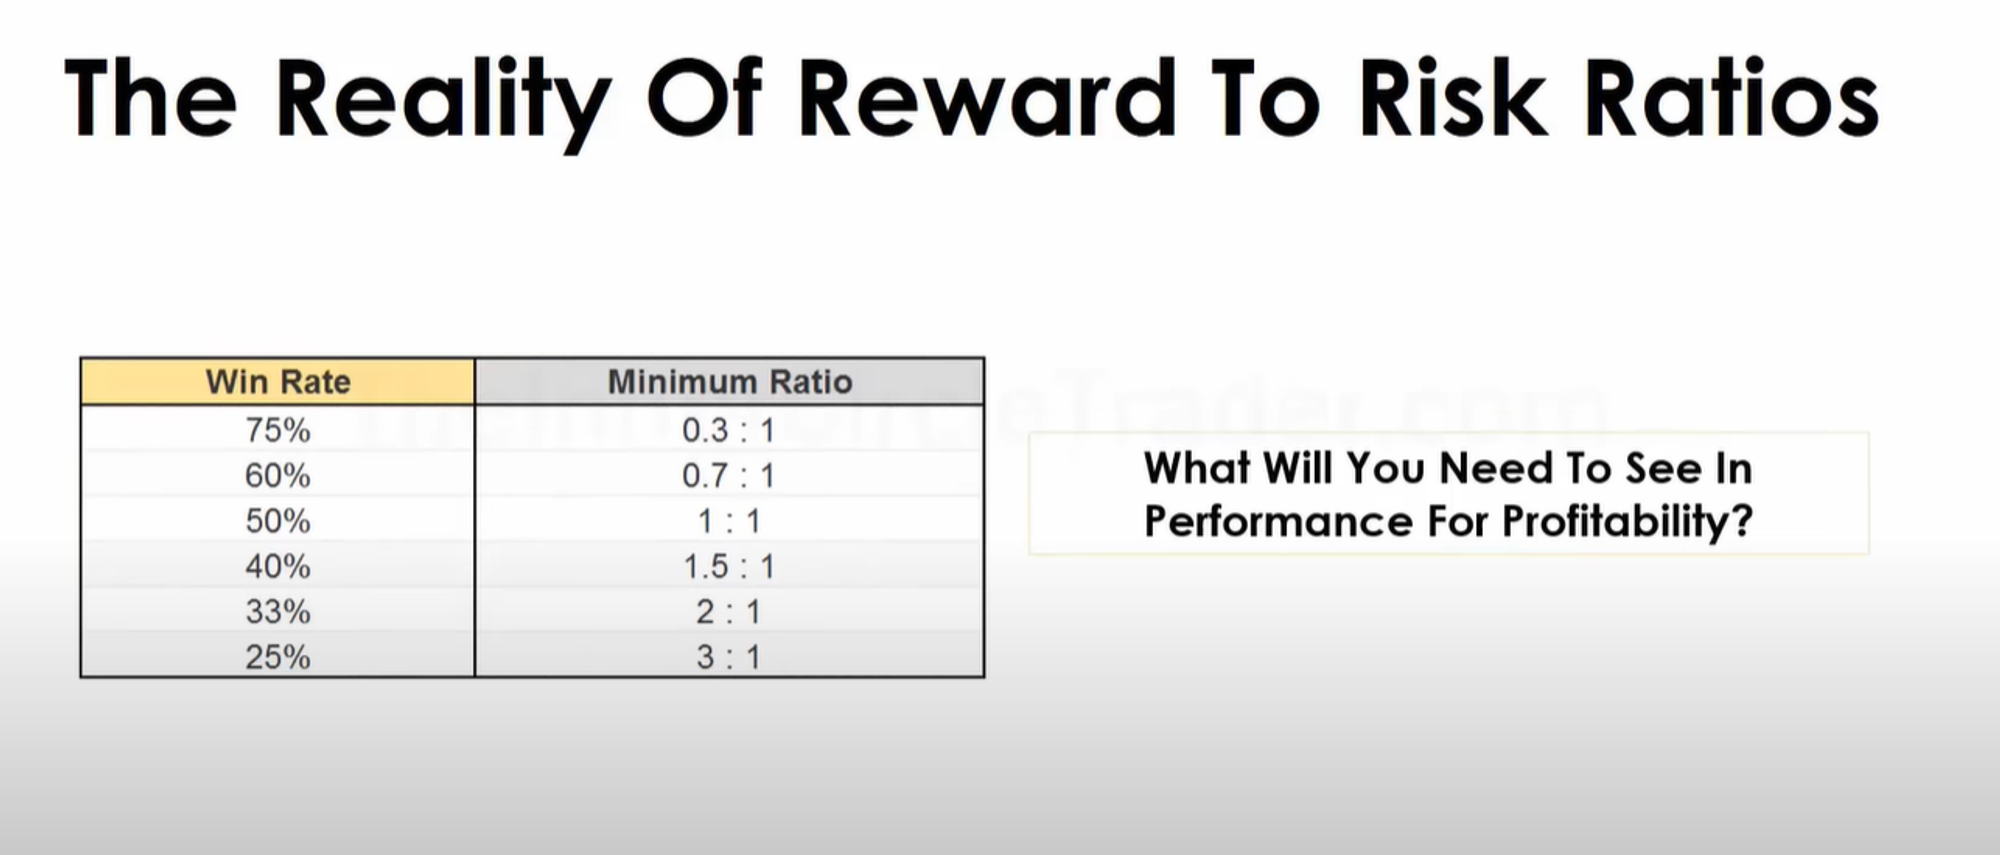 The Reality Of Reward To Risk Ratios
TheInnerCircleTrader.com
Win Rate Minimum Ratio
75% 0.3 : 1
60% 0.7 : 1
50% 1 : 1
40% 1.5 : 1
33% 2 : 1
25% 3 : 1
What Will You Need To See In
Performance For Profitability?